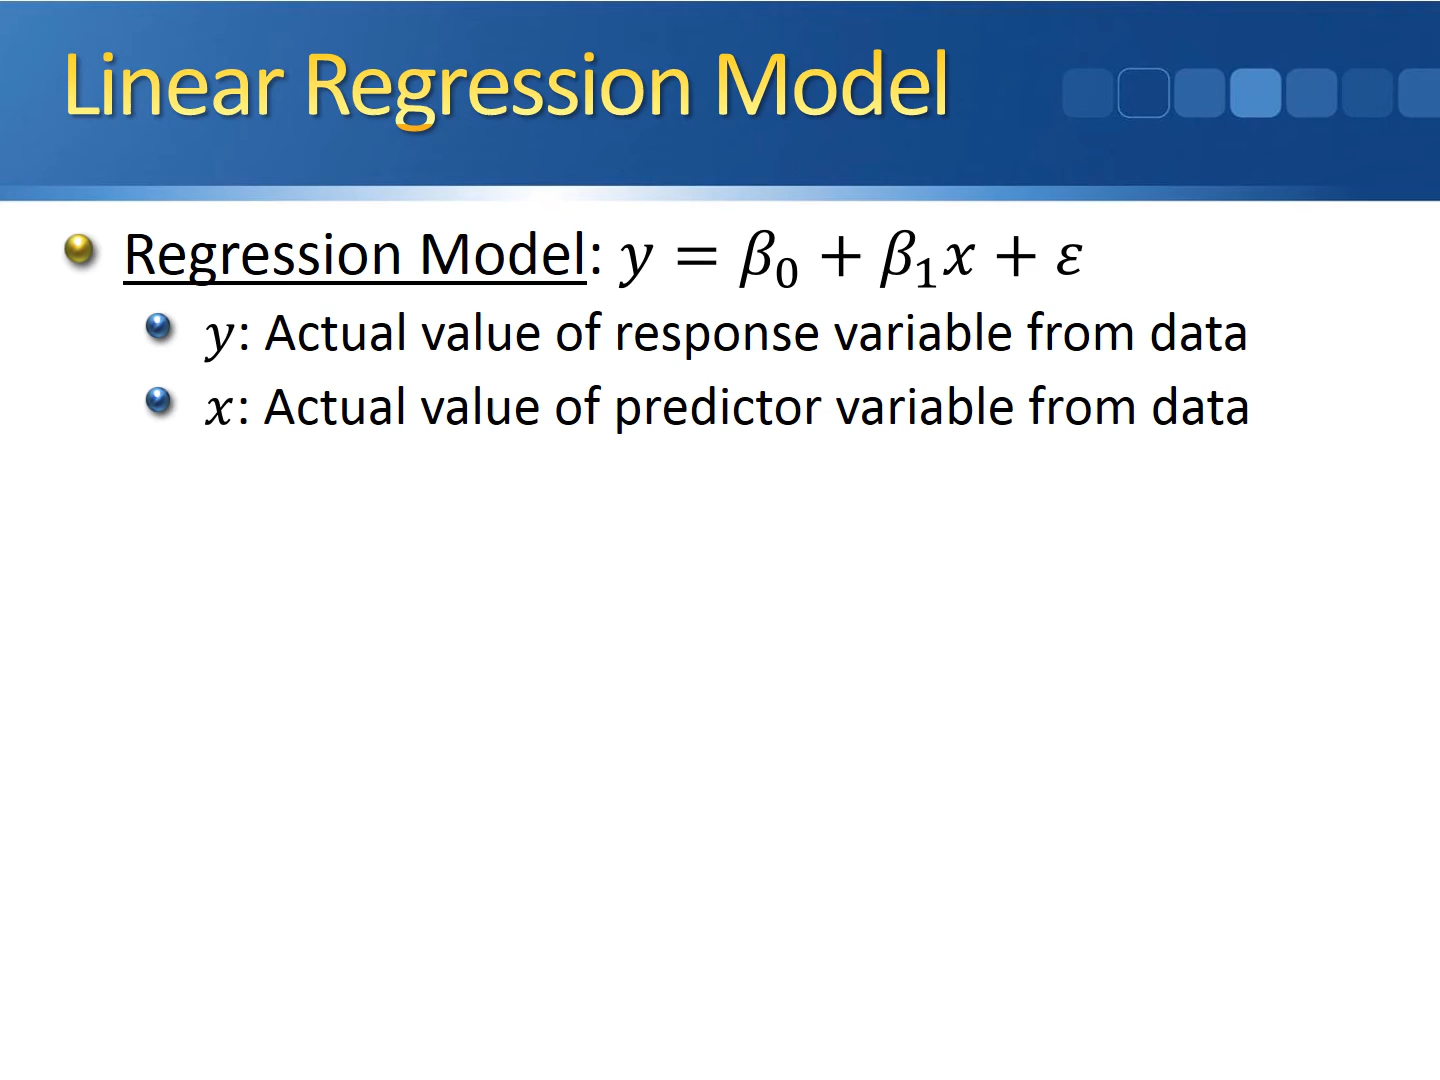 Linear Regression Model
Regression Model: y = β₀ + β₁x + ε
y: Actual value of response variable from data
x: Actual value of predictor variable from data